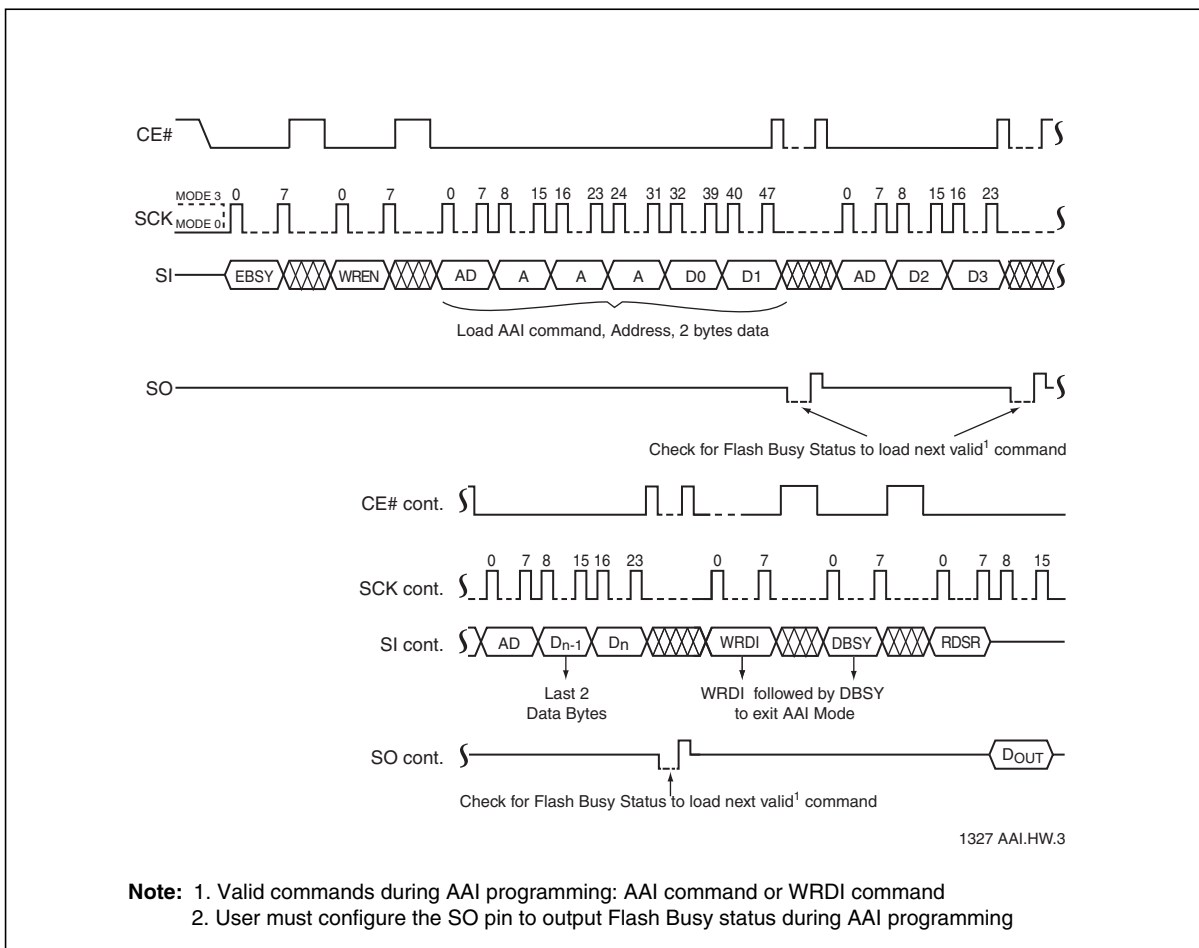 CE#
MODE 3
0 7 0 7 0 7 8 15 16 23 24 31 32 39 40 47 0 7 8 15 16 23
SCK
MODE 0
SI
EBSY WREN AD A A A D0 D1 AD D2 D3
Load AAI command, Address, 2 bytes data
SO
Check for Flash Busy Status to load next valid1 command
CE# cont.
0 7 8 15 16 23 0 7 0 7 0 7 8 15
SCK cont.
SI cont.
AD Dn-1 Dn WRDI DBSY RDSR
Last 2
Data Bytes
WRDI followed by DBSY
to exit AAI Mode
SO cont.
DOUT
Check for Flash Busy Status to load next valid1 command
1327 AAI.HW.3
Note: 1. Valid commands during AAI programming: AAI command or WRDI command
2. User must configure the SO pin to output Flash Busy status during AAI programming